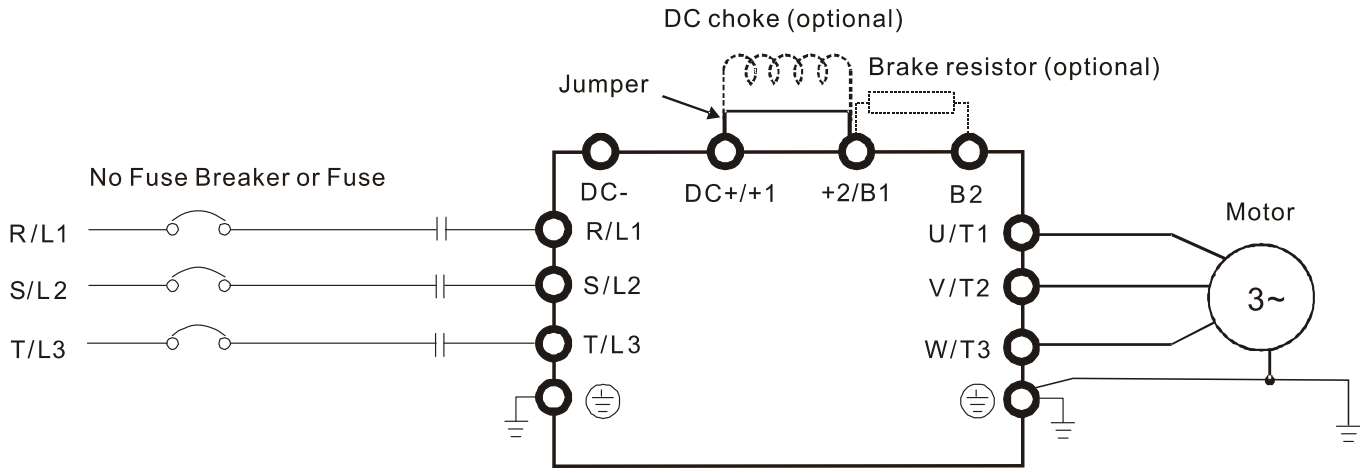 DC choke (optional)
Brake resistor (optional)
Jumper
No Fuse Breaker or Fuse
DC-
DC+/+1
+2/B1
B2
Motor
R/L1
R/L1
U/T1
S/L2
S/L2
V/T2
3~
T/L3
T/L3
W/T3